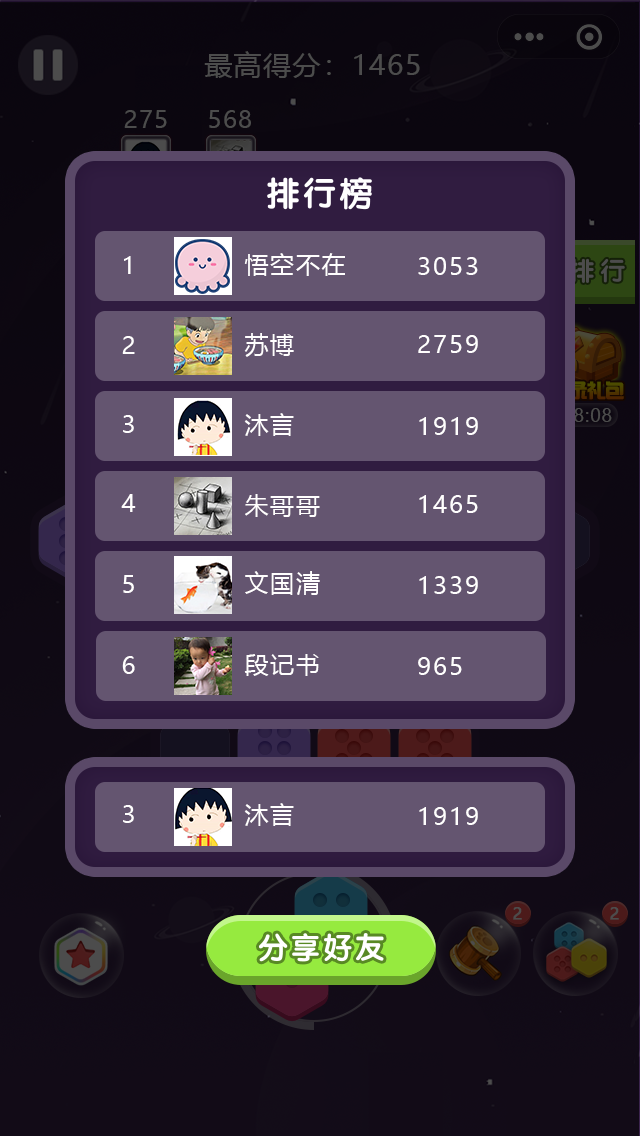 最高得分：1465
275 568
排行榜
1 悟空不在 3053
排行
2 苏博 2759
3 沐言 1919
礼包
8:08
4 朱哥哥 1465
5 文国清 1339
6 段记书 965
3 沐言 1919
2 2
分享好友